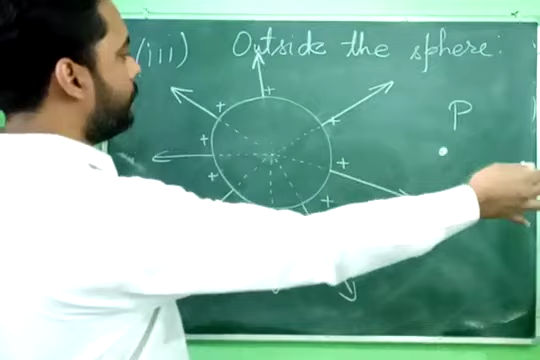 (iii) Outside the sphere:
P
+ + + + + + +